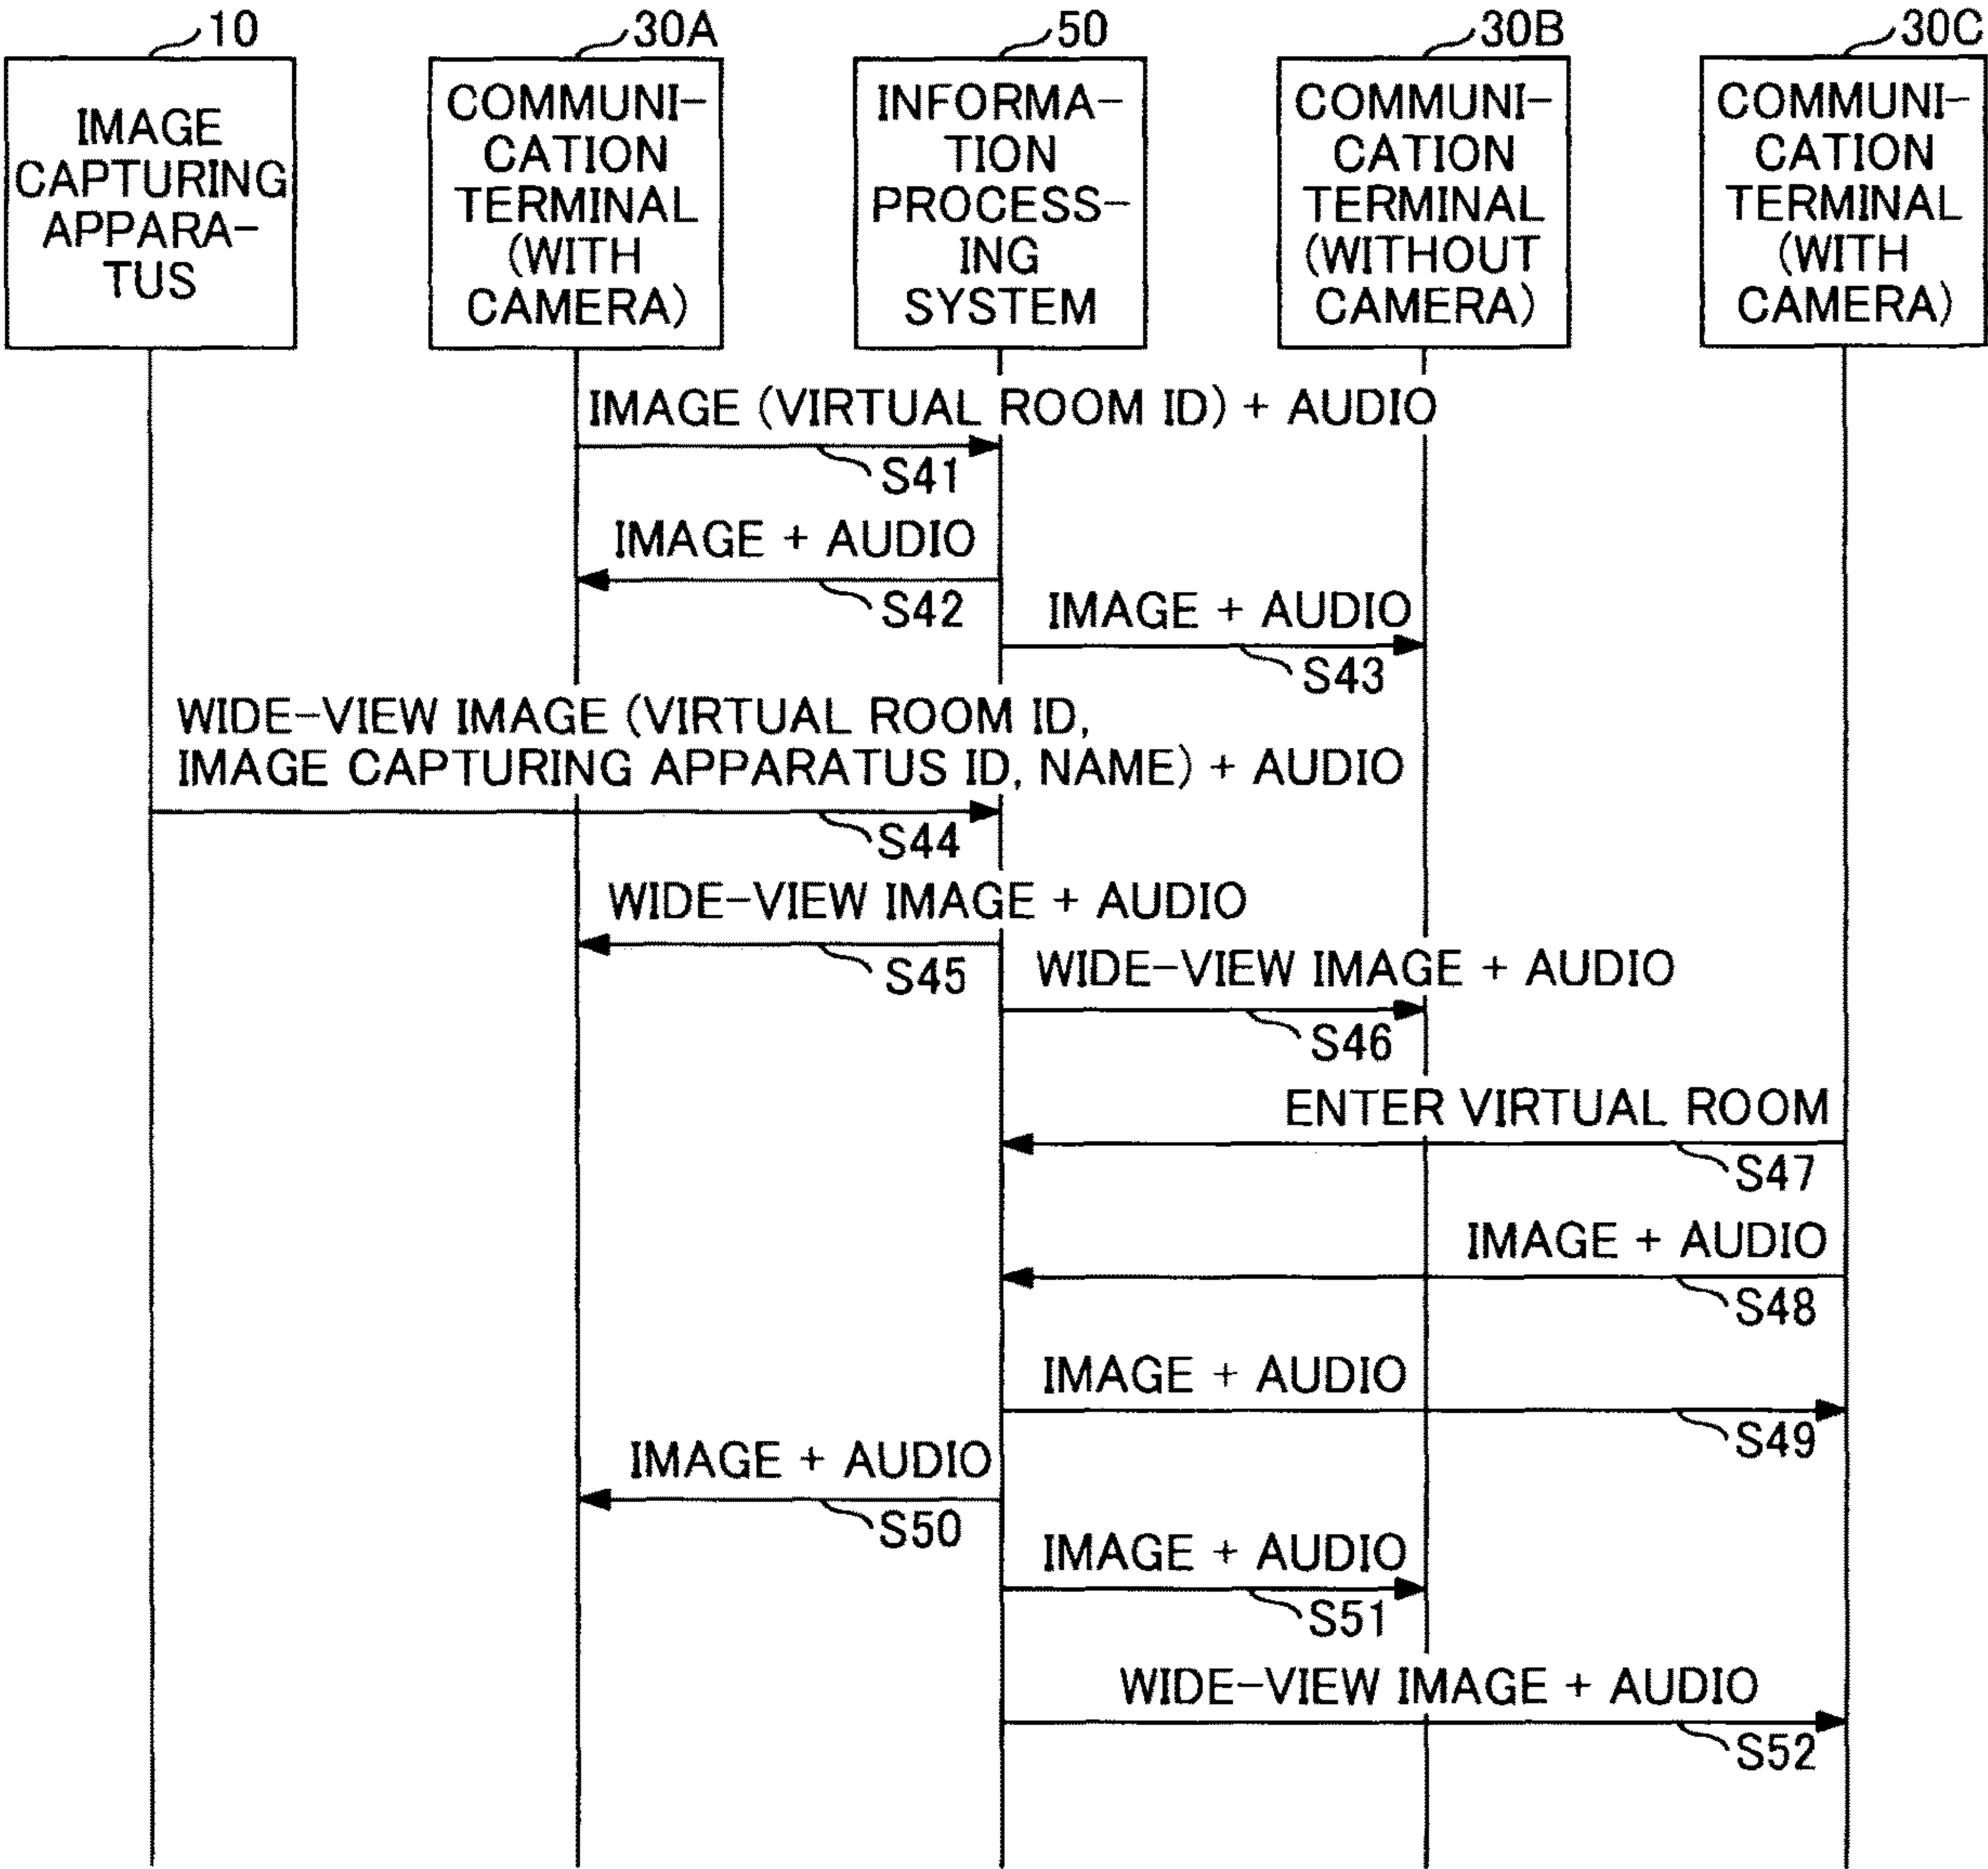 10
30A
50
30B
30C
IMAGE
CAPTURING
APPARA-
TUS
COMMUNI-
CATION
TERMINAL
(WITH
CAMERA)
INFORMA-
TION
PROCESS-
ING
SYSTEM
COMMUNI-
CATION
TERMINAL
(WITHOUT
CAMERA)
COMMUNI-
CATION
TERMINAL
(WITH
CAMERA)
IMAGE (VIRTUAL ROOM ID) + AUDIO
S41
IMAGE + AUDIO
S42
IMAGE + AUDIO
S43
WIDE-VIEW IMAGE (VIRTUAL ROOM ID,
IMAGE CAPTURING APPARATUS ID, NAME) + AUDIO
S44
WIDE-VIEW IMAGE + AUDIO
S45
WIDE-VIEW IMAGE + AUDIO
S46
ENTER VIRTUAL ROOM
S47
IMAGE + AUDIO
S48
IMAGE + AUDIO
S49
IMAGE + AUDIO
S50
IMAGE + AUDIO
S51
WIDE-VIEW IMAGE + AUDIO
S52